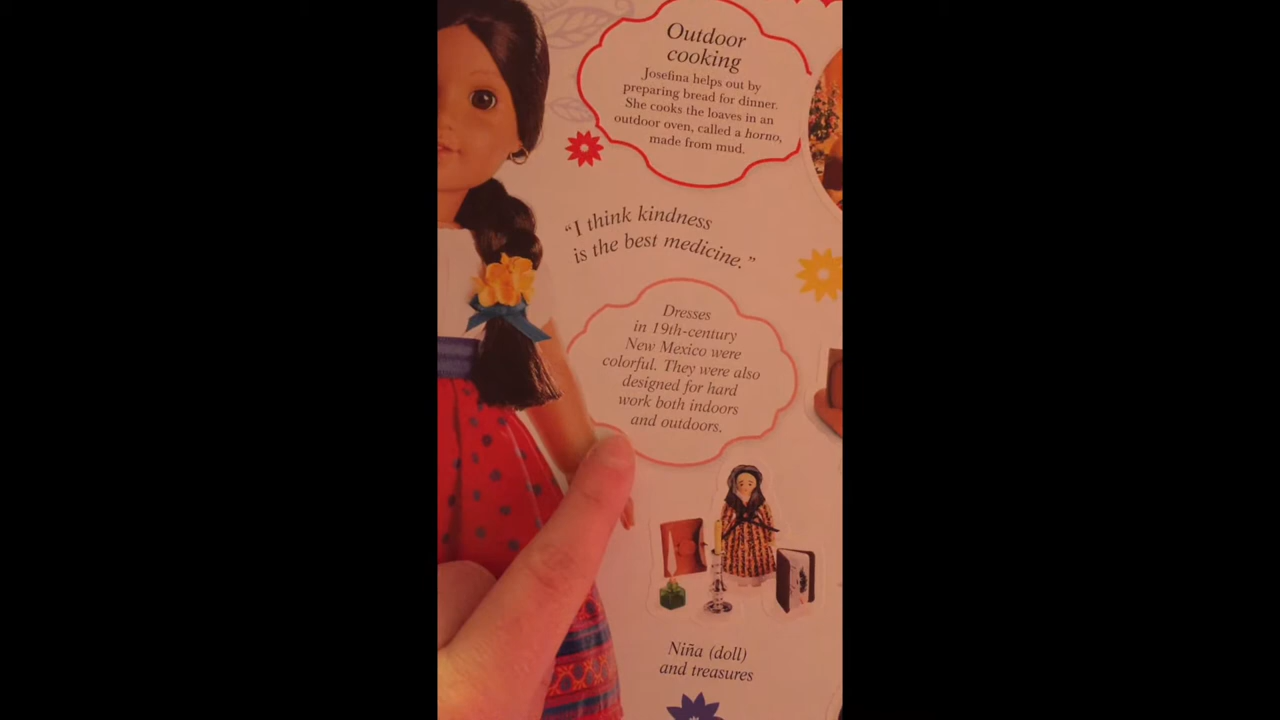 Outdoor
cooking
Josefina helps out by
preparing bread for dinner.
She cooks the loaves in an
outdoor oven, called a horno,
made from mud.
“I think kindness
is the best medicine.”
Dresses
in 19th-century
New Mexico were
colorful. They were also
designed for hard
work both indoors
and outdoors.
Niña (doll)
and treasures